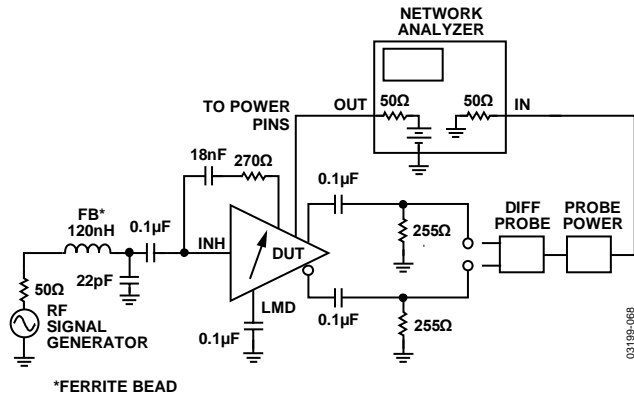 NETWORK
ANALYZER
OUT
50Ω
50Ω
IN
TO POWER
PINS
18nF
270Ω
0.1µF
FB*
120nH
0.1µF
INH
DUT
255Ω
DIFF
PROBE
PROBE
POWER
50Ω
22pF
LMD
0.1µF
0.1µF
255Ω
RF
SIGNAL
GENERATOR
*FERRITE BEAD
03199-068